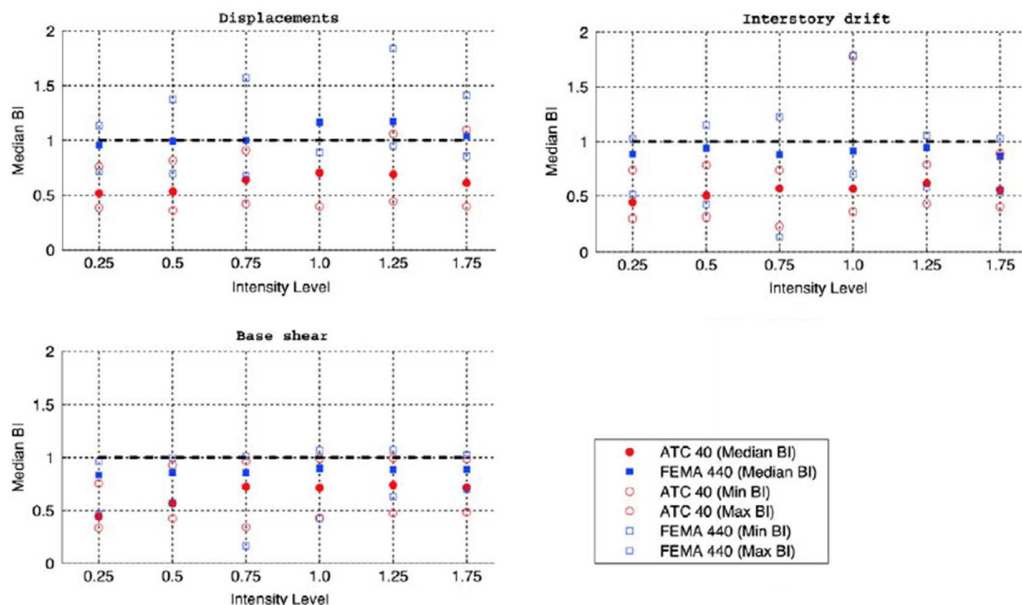 Displacements
2
1.5
1
0.5
0
Median BI
0.25 0.5 0.75 1.0 1.25 1.75
Intensity Level
Interstory drift
2
1.5
1
0.5
0
Median BI
0.25 0.5 0.75 1.0 1.25 1.75
Intensity Level
Base shear
2
1.5
1
0.5
0
Median BI
0.25 0.5 0.75 1.0 1.25 1.75
Intensity Level
ATC 40 (Median BI)
FEMA 440 (Median BI)
ATC 40 (Min BI)
ATC 40 (Max BI)
FEMA 440 (Min BI)
FEMA 440 (Max BI)